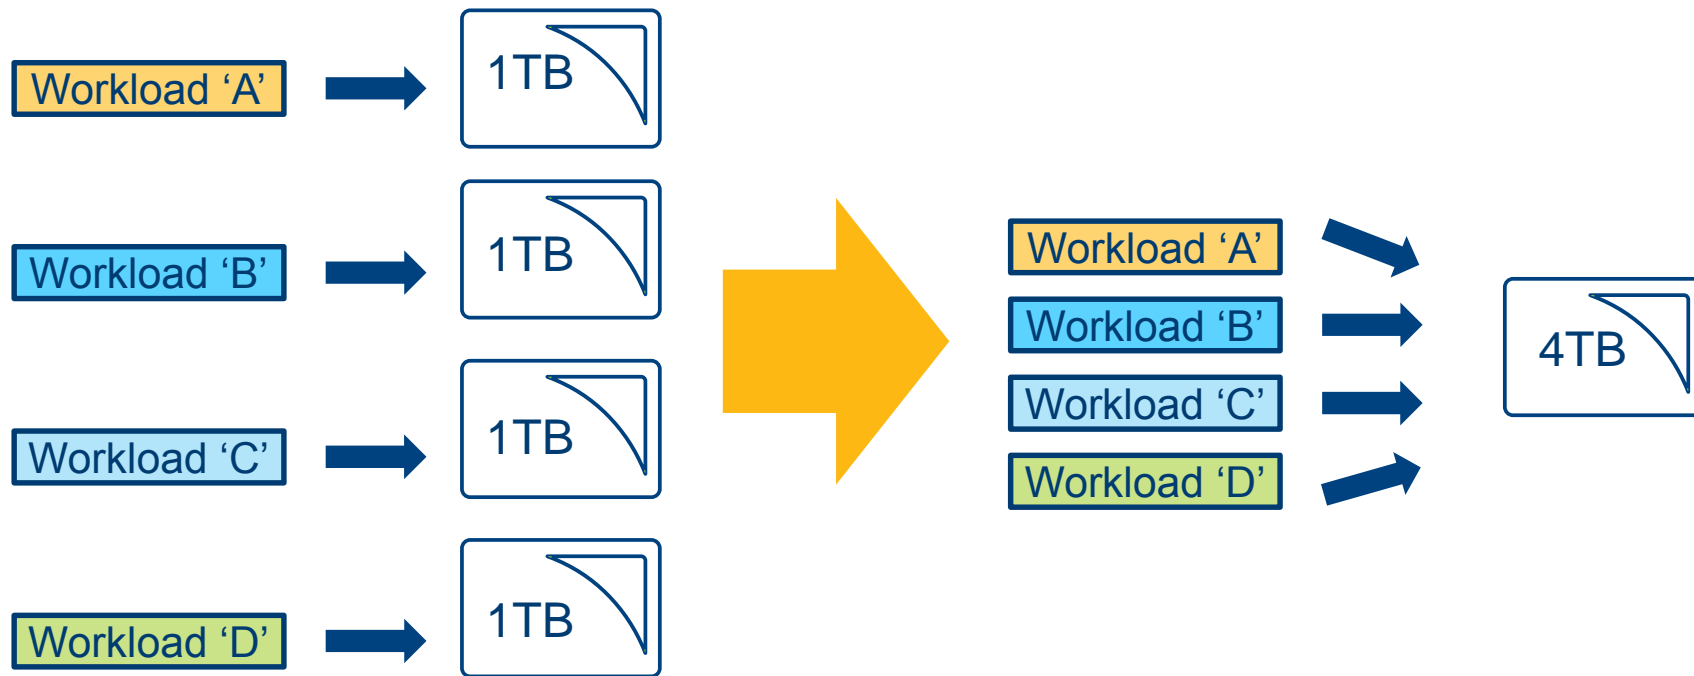 Workload ‘A’
1TB
Workload ‘B’
1TB
Workload ‘C’
1TB
Workload ‘D’
1TB
Workload ‘A’
Workload ‘B’
Workload ‘C’
Workload ‘D’
4TB